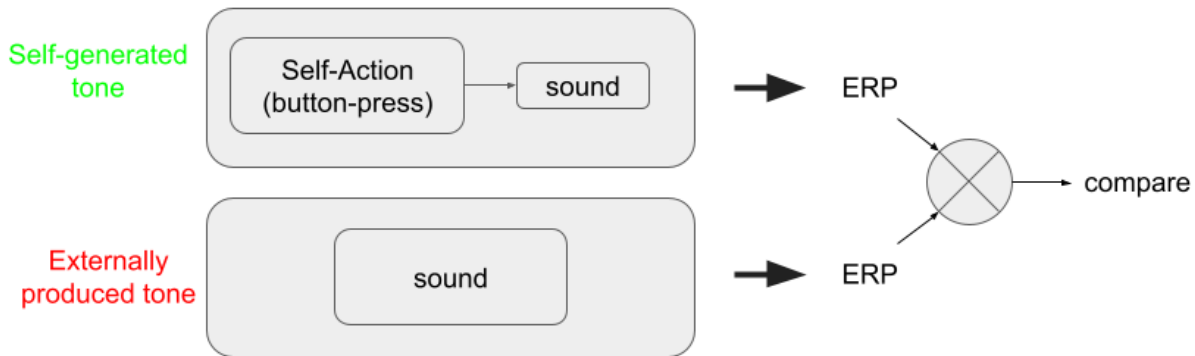 Self-generated
tone
Self-Action
(button-press)
sound
ERP
compare
Externally
produced tone
sound
ERP